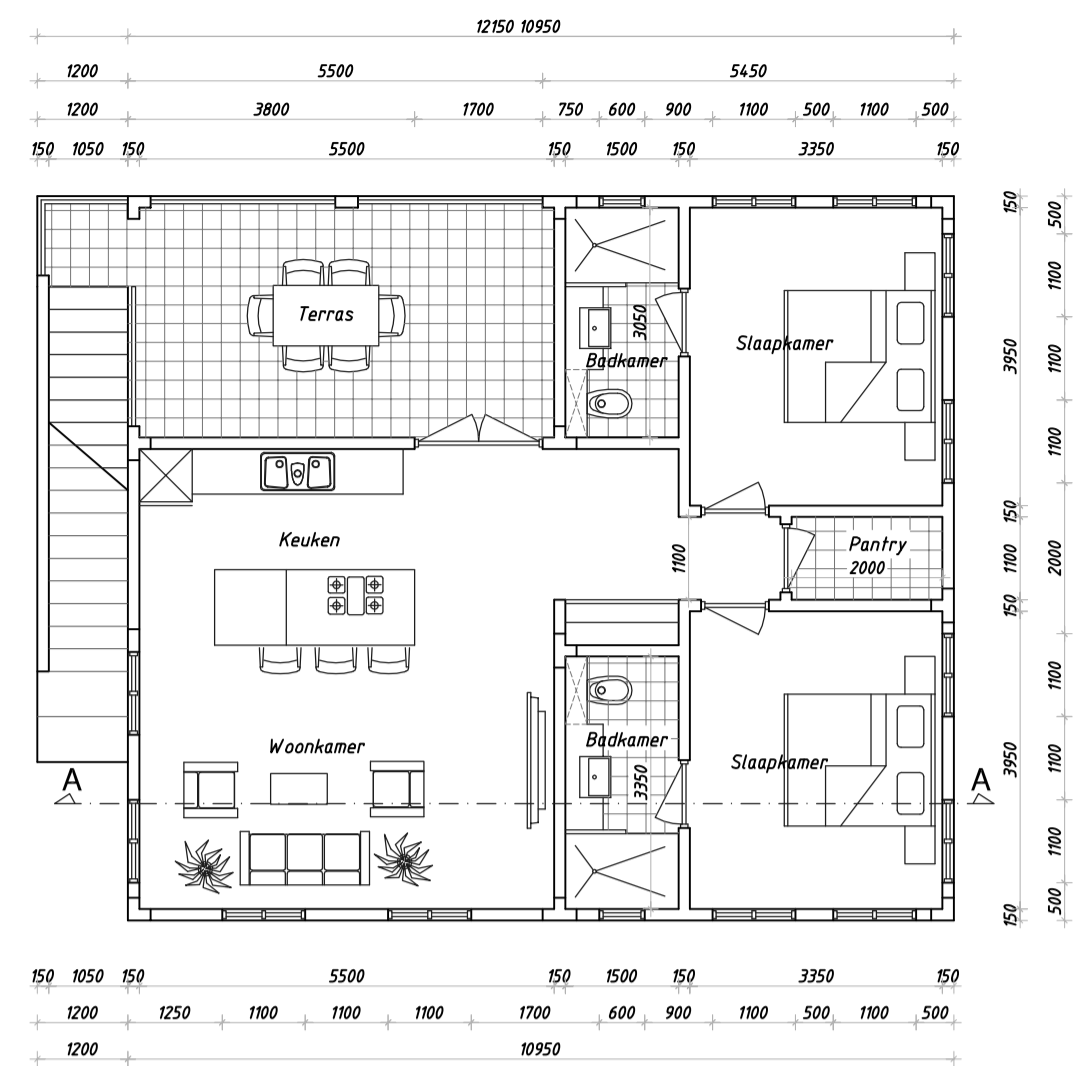 12150 10950
1200 5500 5450
1200 3800 1700 750 600 900 1100 500 1100 500
150 1050 150 5500 150 1500 150 3350 150
150 3950 150 1100 150 3950 150
500 1100 1100 1100 2000 1100 1100 1100 500
Terras
3050
Badkamer
Slaapkamer
Keuken
1100
Pantry
2000
Woonkamer
Badkamer
3350
Slaapkamer
A A
150 1050 150 5500 150 1500 150 3350 150
1200 1250 1100 1100 1100 1700 600 900 1100 500 1100 500
1200 10950